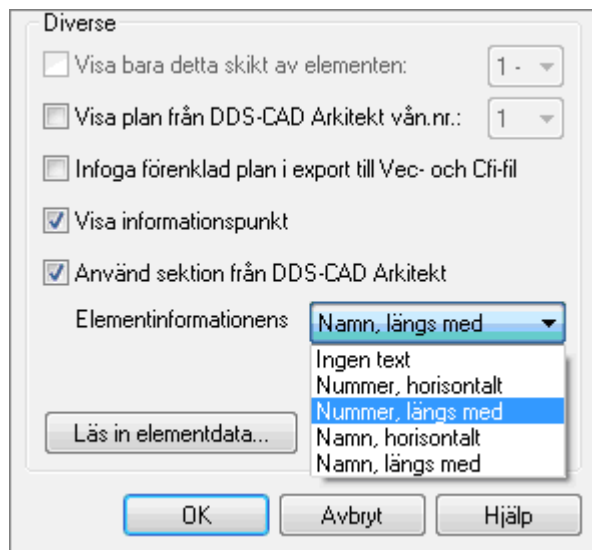 Diverse
Visa bara detta skikt av elementen: 1 -
Visa plan från DDS-CAD Arkitekt vån.nr.: 1
Infoga förenklad plan i export till Vec- och Cfi-fil
Visa informationspunkt
Använd sektion från DDS-CAD Arkitekt
Elementinformationens Namn, längs med
Ingen text
Nummer, horisontalt
Nummer, längs med
Namn, horisontalt
Namn, längs med
Läs in elementdata...
OK Avbryt Hjälp